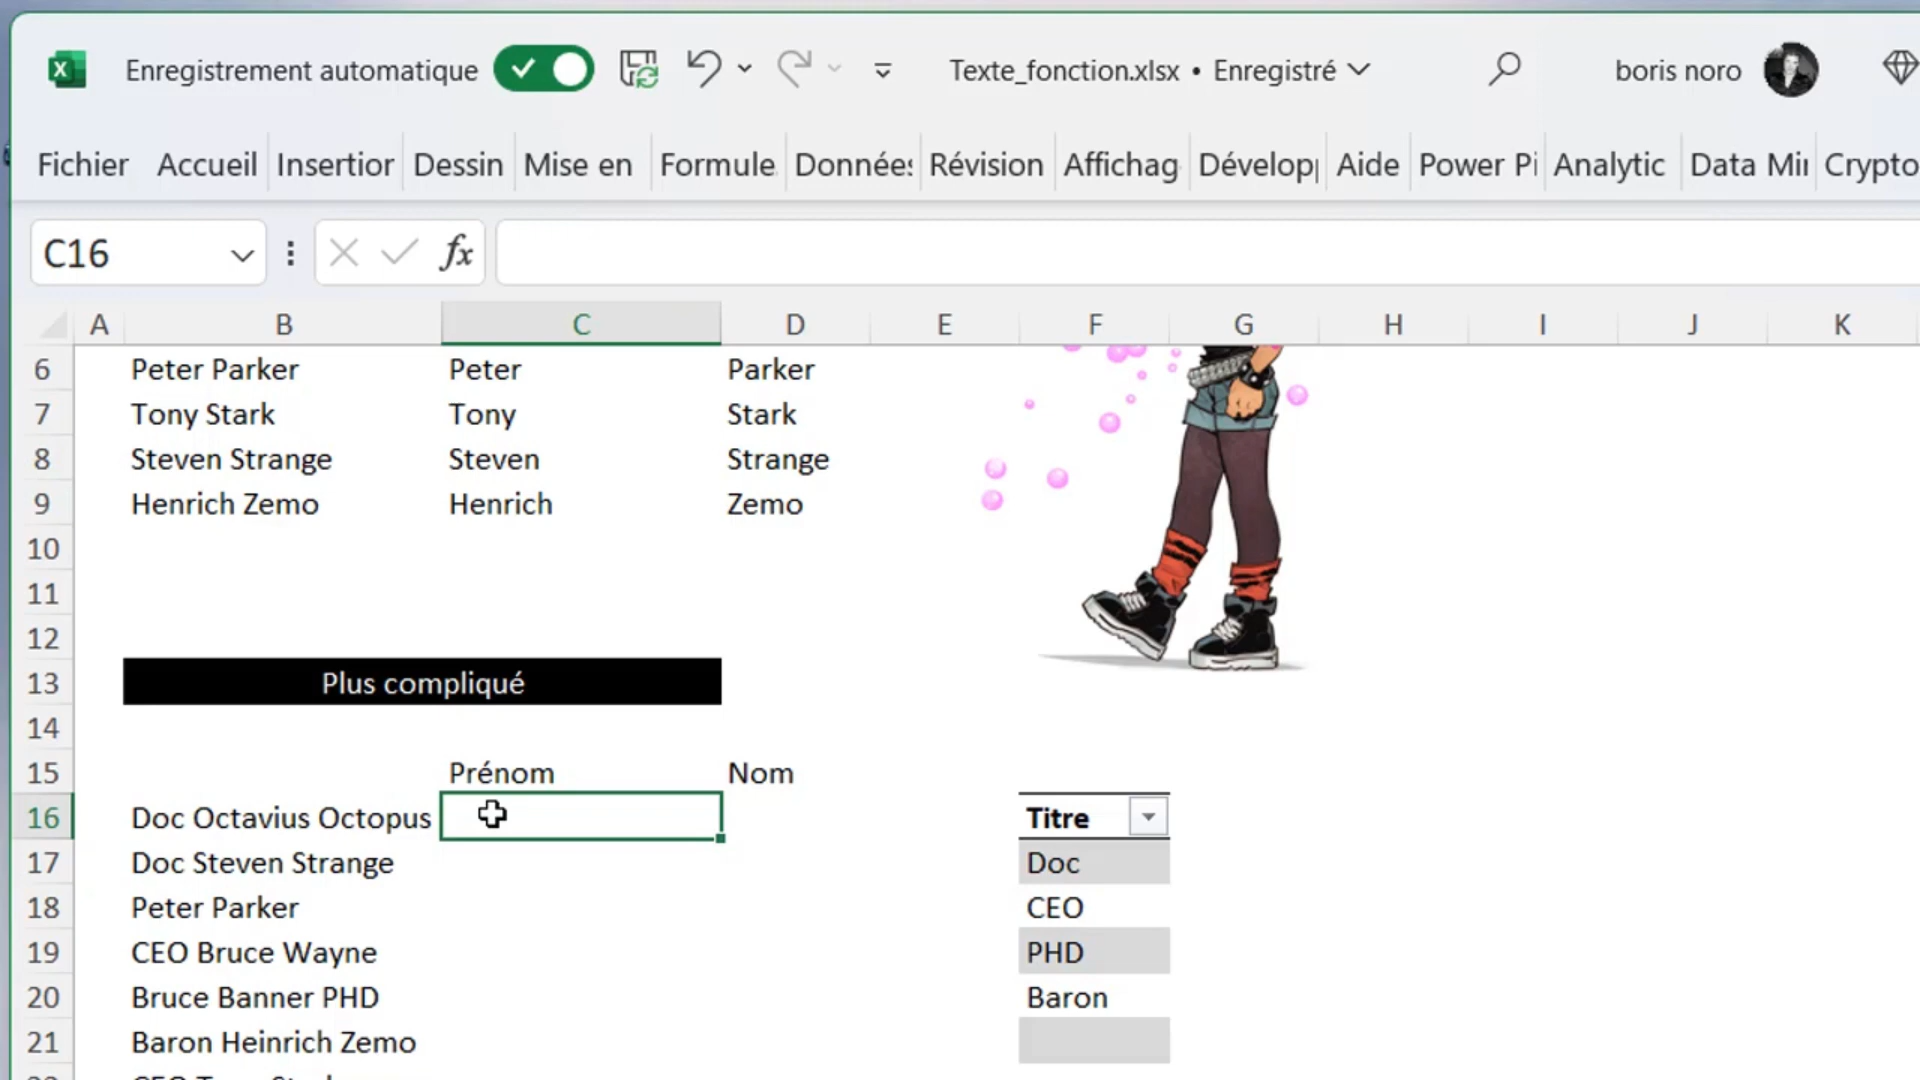 Enregistrement automatique Texte_fonction.xlsx • Enregistré boris noro
Fichier Accueil Insertior Dessin Mise en Formule Données Révision Affichag Dévelop Aide Power Pi Analytic Data Mii Crypto
C16 fx
A B C D E F G H I J K
6 Peter Parker Peter Parker
7 Tony Stark Tony Stark
8 Steven Strange Steven Strange
9 Henrich Zemo Henrich Zemo
10
11
12
13 Plus compliqué
14
15 Prénom Nom
16 Doc Octavius Octopus Titre
17 Doc Steven Strange Doc
18 Peter Parker CEO
19 CEO Bruce Wayne PHD
20 Bruce Banner PHD Baron
21 Baron Heinrich Zemo